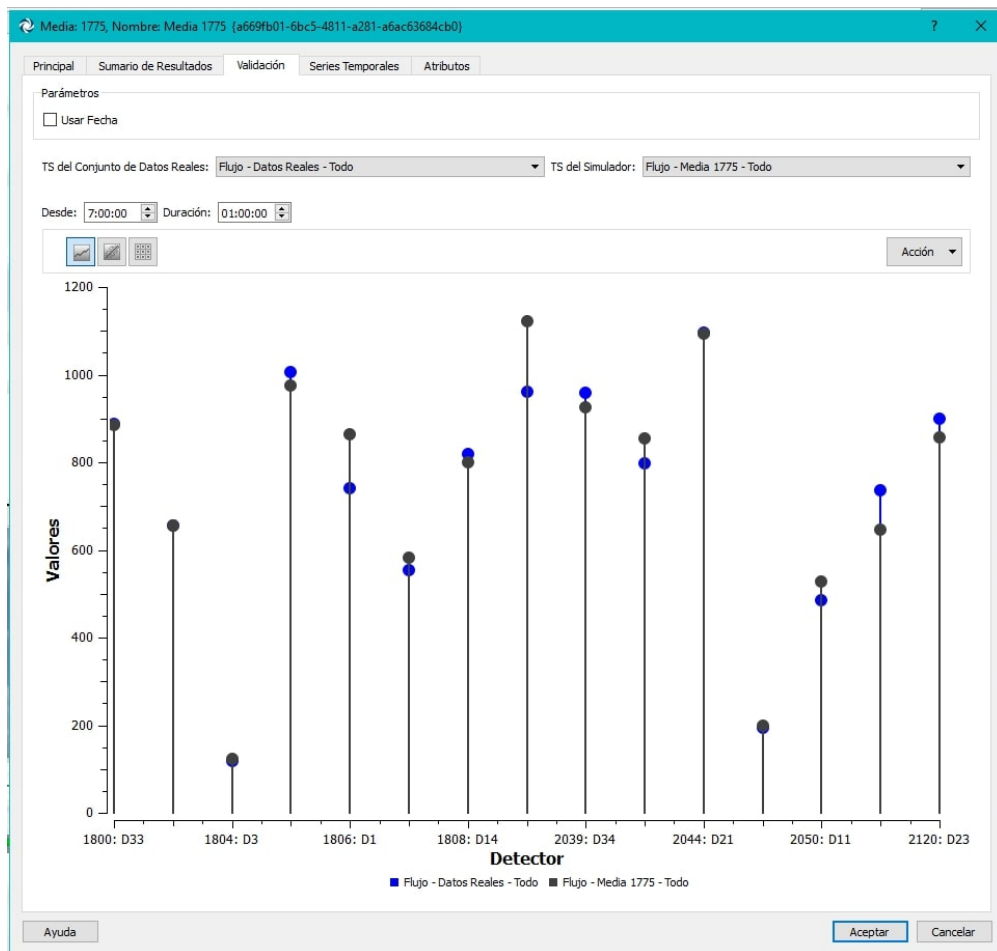 Media: 1775, Nombre: Media 1775 {a669fb01-6bc5-4811-a281-a6ac63684cb0}
? ×
Principal Sumario de Resultados Validación Series Temporales Atributos
Parámetros
Usar Fecha
TS del Conjunto de Datos Reales: Flujo - Datos Reales - Todo TS del Simulador: Flujo - Media 1775 - Todo
Desde: 7:00:00 Duración: 01:00:00
Acción
1200
1000
800
600
400
200
0
Valores
1800: D33 1804: D3 1806: D1 1808: D14 2039: D34 2044: D21 2050: D11 2120: D23
Detector
Flujo - Datos Reales - Todo Flujo - Media 1775 - Todo
Ayuda Aceptar Cancelar